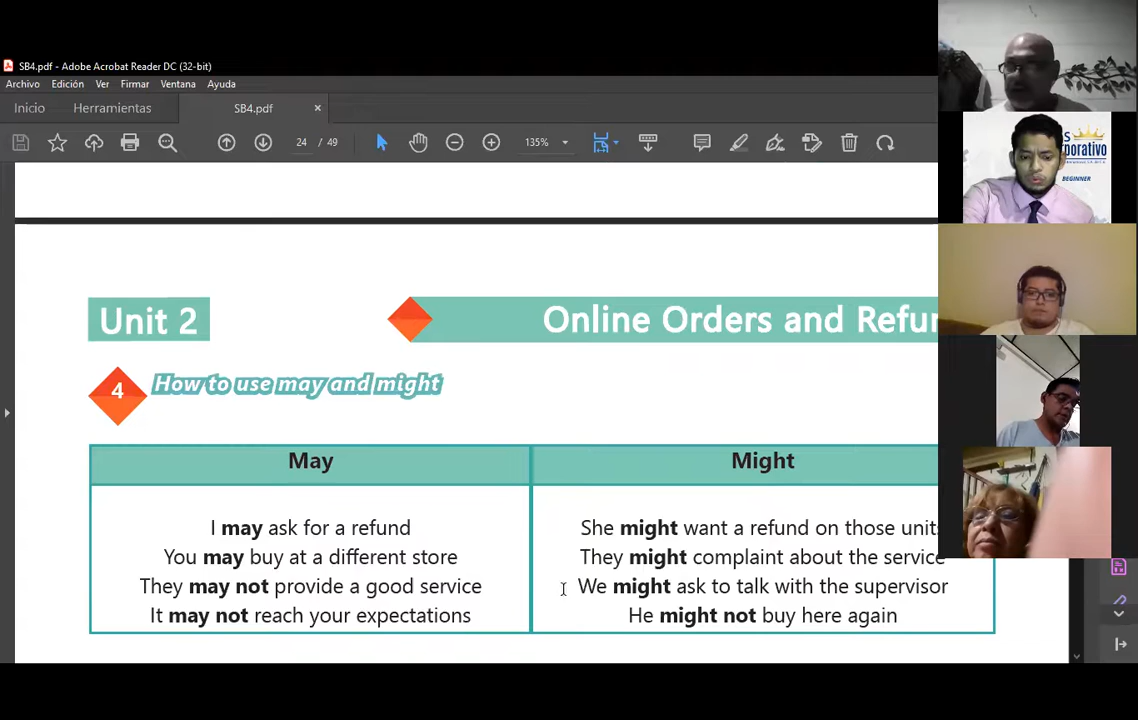 SB4.pdf - Adobe Acrobat Reader DC (32-bit)
Archivo Edición Ver Firmar Ventana Ayuda
Inicio Herramientas SB4.pdf ×
24 / 49 135%
S
porativo
BEGINNER
Unit 2
Online Orders and Refun
4 How to use may and might
May Might
I may ask for a refund
You may buy at a different store
They may not provide a good service
It may not reach your expectations
She might want a refund on those units
They might complaint about the service
We might ask to talk with the supervisor
He might not buy here again